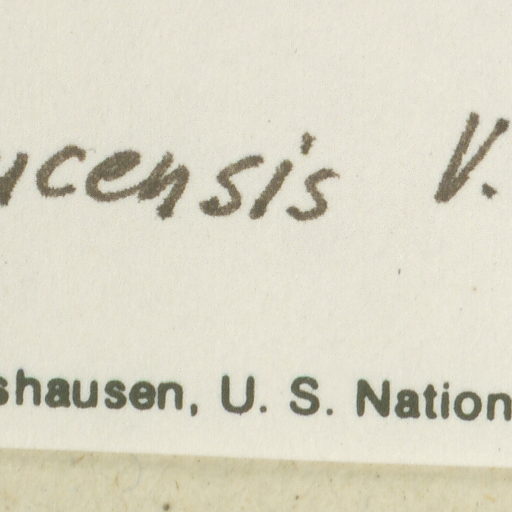 ucensis V.
shausen, U. S. Nation